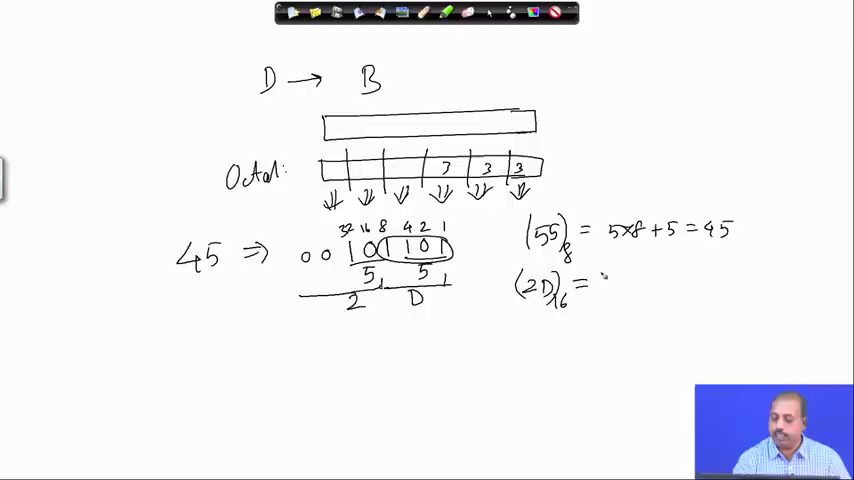 D → B
Octal: 3 3 3
32 16 8 4 2 1
45 ⇒ 0 0 1 0 1 1 0 1
5 5
2 D
(55)₈ = 5×8+5=45
(2D)₁₆ =